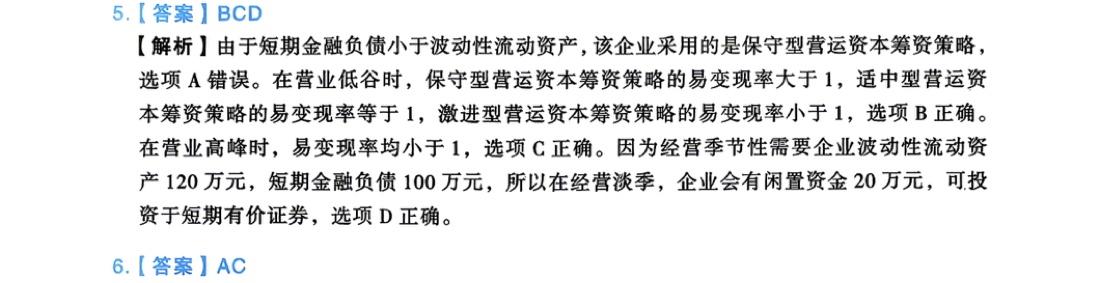 5.【答案】BCD
【解析】由于短期金融负债小于波动性流动资产，该企业采用的是保守型营运资本筹资策略，
选项 A 错误。在营业低谷时，保守型营运资本筹资策略的易变现率大于 1，适中型营运资
本筹资策略的易变现率等于 1，激进型营运资本筹资策略的易变现率小于 1，选项 B 正确。
在营业高峰时，易变现率均小于 1，选项 C 正确。因为经营季节性需要企业波动性流动资
产 120 万元，短期金融负债 100 万元，所以在经营淡季，企业会有闲置资金 20 万元，可投
资于短期有价证券，选项 D 正确。
6.【答案】AC